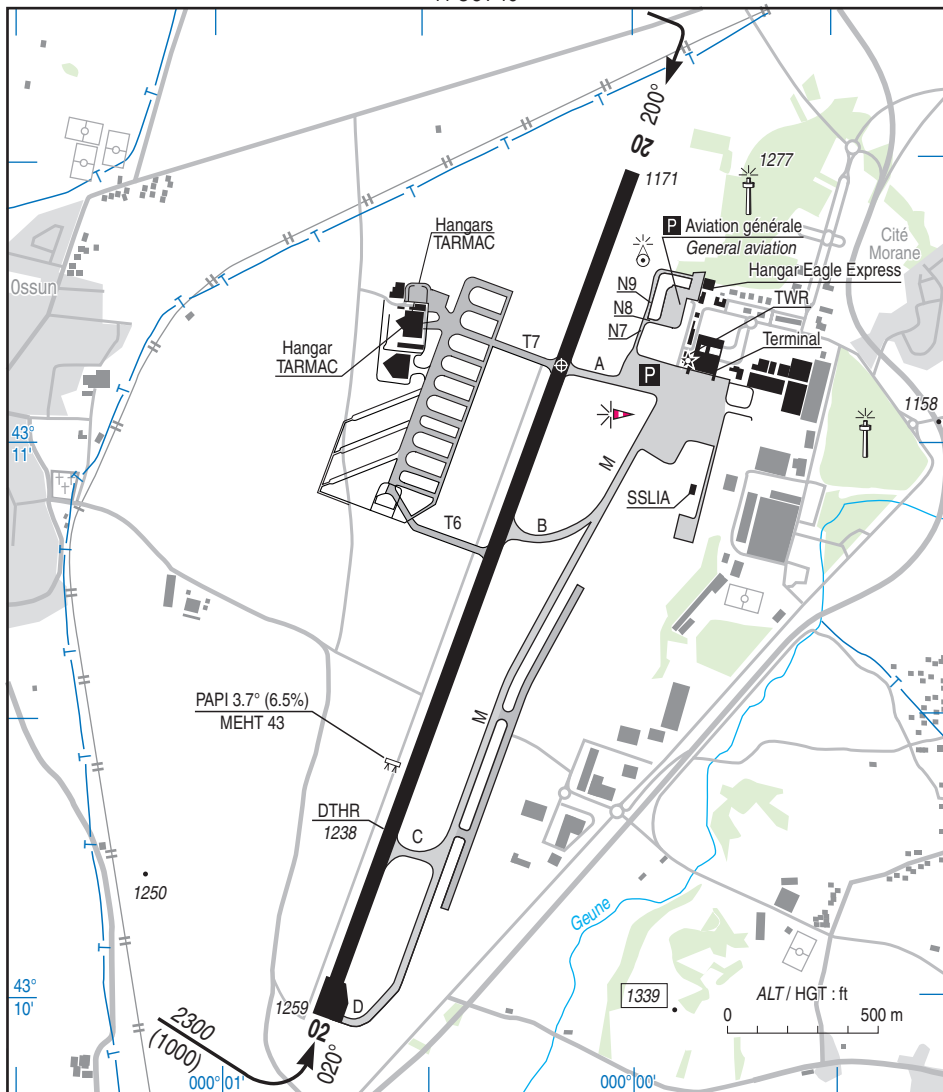 200°
20
1171
1277
P Aviation générale
General aviation
Cité
Morane
Hangars
TARMAC
Ossun
N9
N8
N7
Hangar Eagle Express
TWR
Terminal
Hangar
TARMAC
T7
A
P
1158
43°
11'
M
SSLIA
T6
B
PAPI 3.7° (6.5%)
MEHT 43
M
DTHR
1238
C
1250
Geune
43°
10'
1259
D
02
020°
2300
(1000)
1339
ALT / HGT : ft
0
500 m
000° 01'
000° 00'